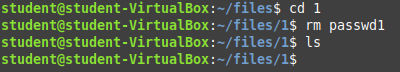 student@student-VirtualBox:~/files$ cd 1
student@student-VirtualBox:~/files/1$ rm passwd1
student@student-VirtualBox:~/files/1$ ls
student@student-VirtualBox:~/files/1$